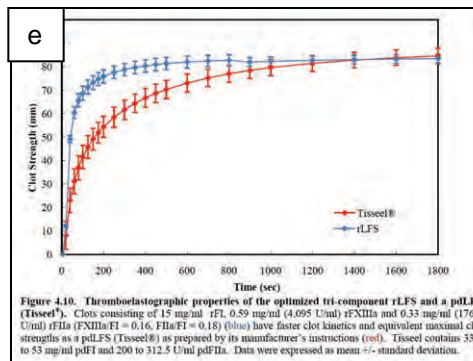 e
80
70
60
50
40
30
20
10
0
Clot Strength (mm)
Tisseel®
rLFS
0 200 400 600 800 1000 1200 1400 1600 1800
Time (sec)
Figure 4.10. Thromboelastographic properties of the optimized tri-component rLFS and a pdL
(Tisseel®). Clots consisting of 15 mg/ml rFI, 0.59 mg/ml (4,095 U/ml) rFXIIIa and 0.33 mg/ml (176
U/ml) rFIIa (FXIIIa/FI = 0.16, FIIa/FI = 0.18) (blue) have faster clot kinetics and equivalent maximal cl
strengths as a pdLFS (Tisseel®) as prepared by its manufacturer's instructions (red). Tisseel contains 35
to 53 mg/ml pdFI and 200 to 312.5 U/ml pdFIIa. Data were expressed as mean +/- standard deviation.